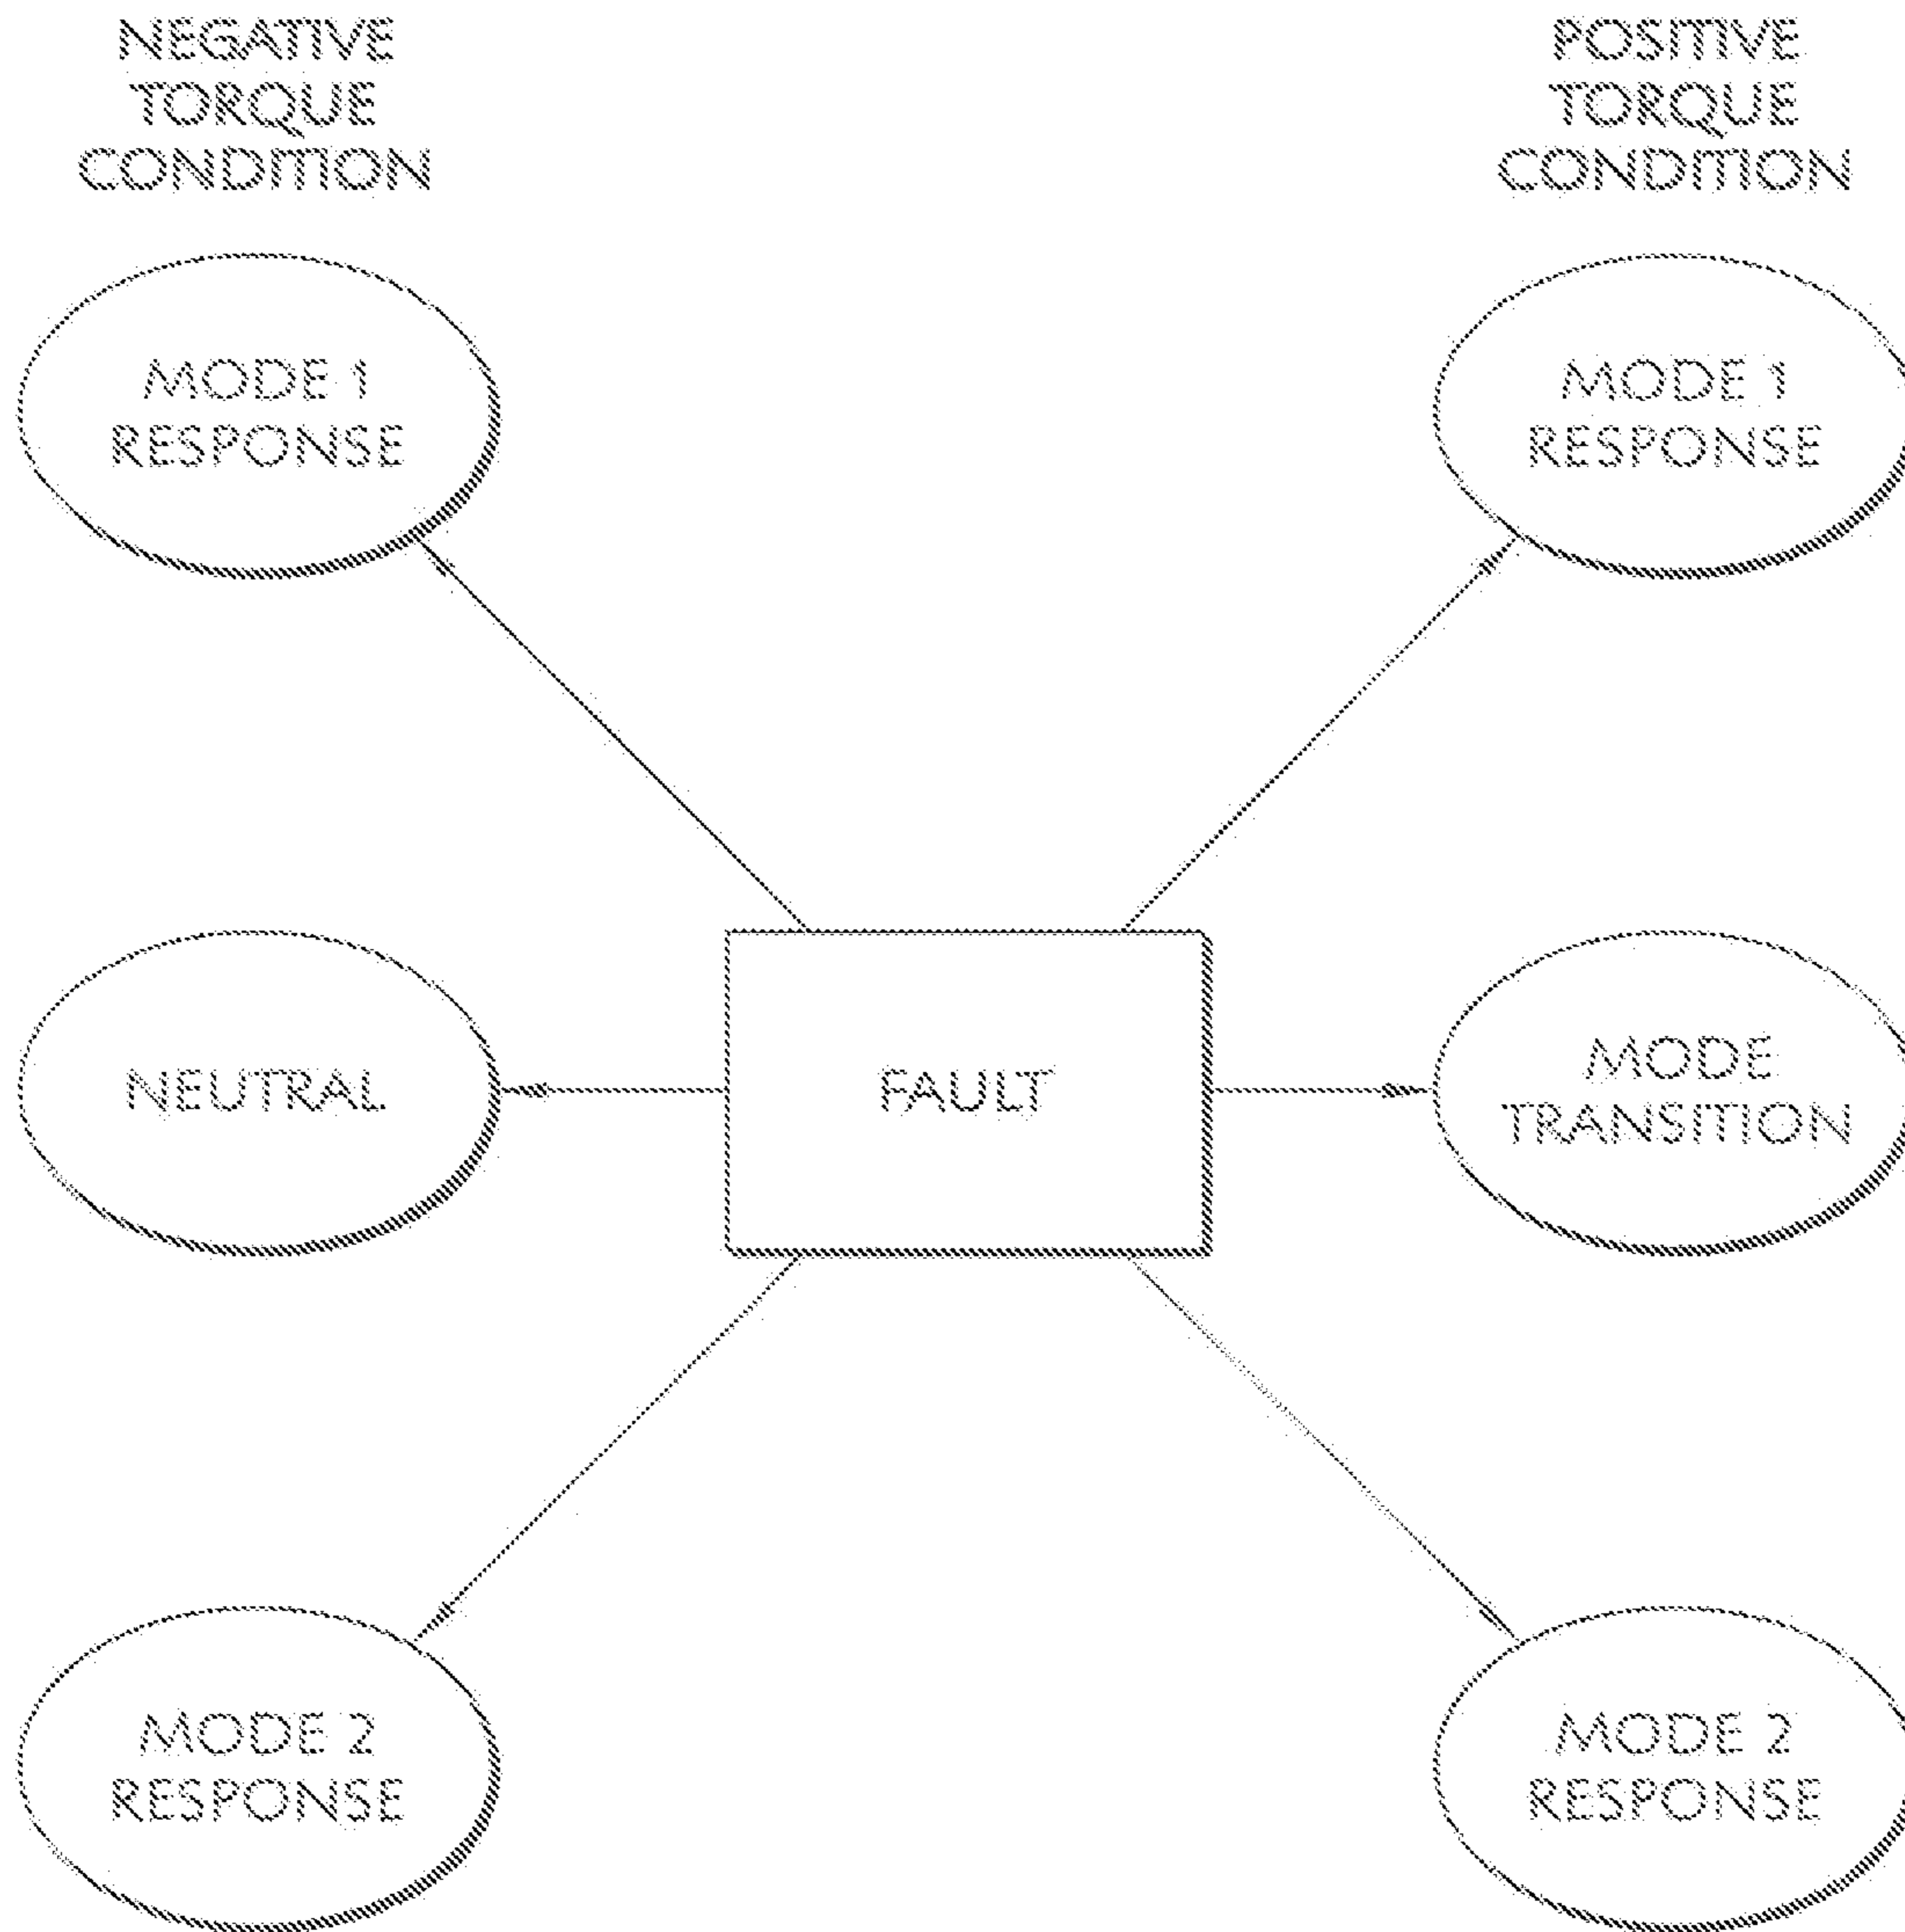 NEGATIVE
TORQUE
CONDITION
POSITIVE
TORQUE
CONDITION
MODE 1
RESPONSE
MODE 1
RESPONSE
NEUTRAL
FAULT
MODE
TRANSITION
MODE 2
RESPONSE
MODE 2
RESPONSE